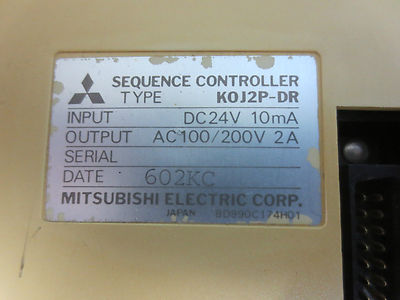 SEQUENCE CONTROLLER
TYPE K0J2P-DR
INPUT DC24V 10mA
OUTPUT AC100/200V 2A
SERIAL
DATE 602KC
MITSUBISHI ELECTRIC CORP.
JAPAN BD990C174H01